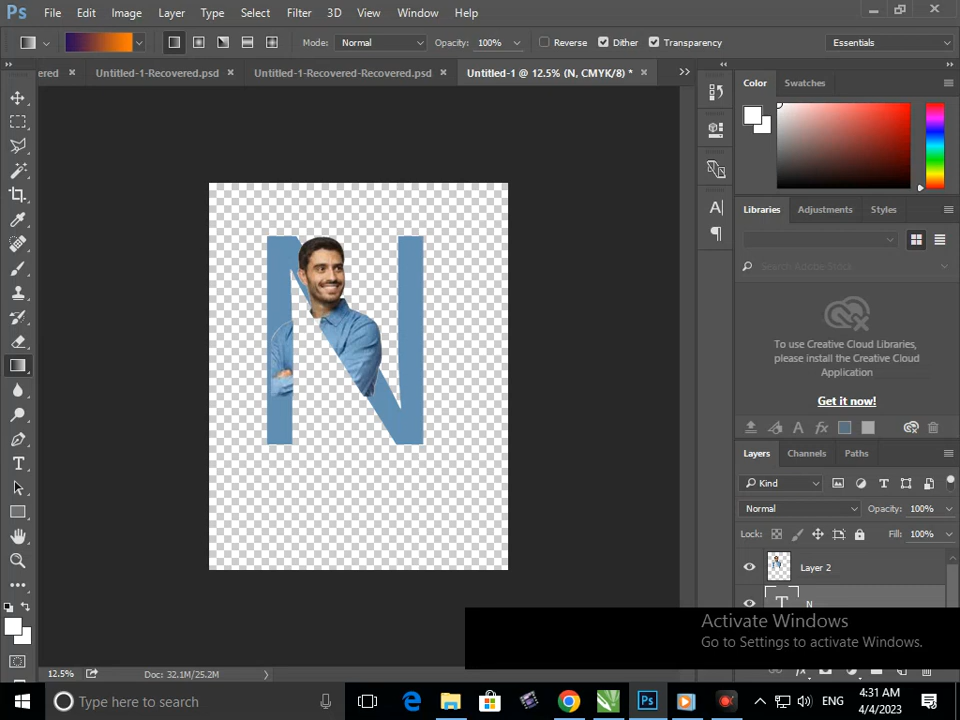 Ps File Edit Image Layer Type Select Filter 3D View Window Help
Mode: Normal Opacity: 100% Reverse Dither Transparency Essentials
ered × Untitled-1-Recovered.psd × Untitled-1-Recovered-Recovered.psd × Untitled-1 @ 12.5% (N, CMYK/8) * ×
Color Swatches
Libraries Adjustments Styles
Search Adobe Stock
To use Creative Cloud Libraries,
please install the Creative Cloud
Application
Get it now!
Layers Channels Paths
Kind
Normal Opacity: 100%
Lock: Fill: 100%
Layer 2
N
N
Activate Windows
Go to Settings to activate Windows.
12.5% Doc: 32.1M/25.2M
Type here to search
ENG
4:31 AM
4/4/2023